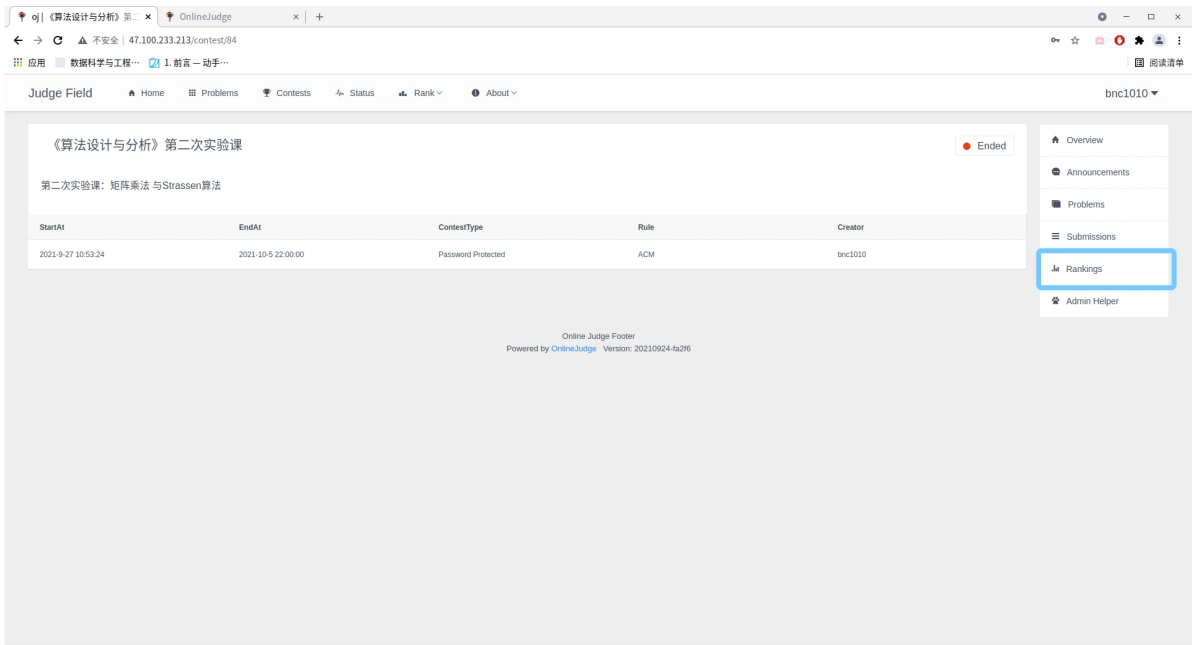 oj | 《算法设计与分析》第二 OnlineJudge
不安全 47.100.233.213/contest/84
应用 数据科学与工程… 1. 前言 — 动手… 阅读清单
Judge Field Home Problems Contests Status Rank About bnc1010
《算法设计与分析》第二次实验课 Ended
第二次实验课：矩阵乘法 与Strassen算法
StartAt EndAt ContestType Rule Creator
2021-9-27 10:53:24 2021-10-5 22:00:00 Password Protected ACM bnc1010
Overview
Announcements
Problems
Submissions
Rankings
Admin Helper
Online Judge Footer
Powered by OnlineJudge Version: 20210924-fa2f6